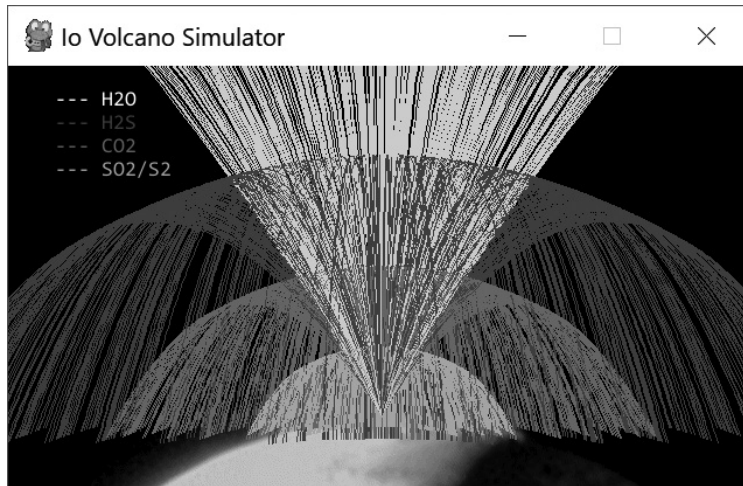 Io Volcano Simulator
--- H2O
--- H2S
--- CO2
--- SO2/S2